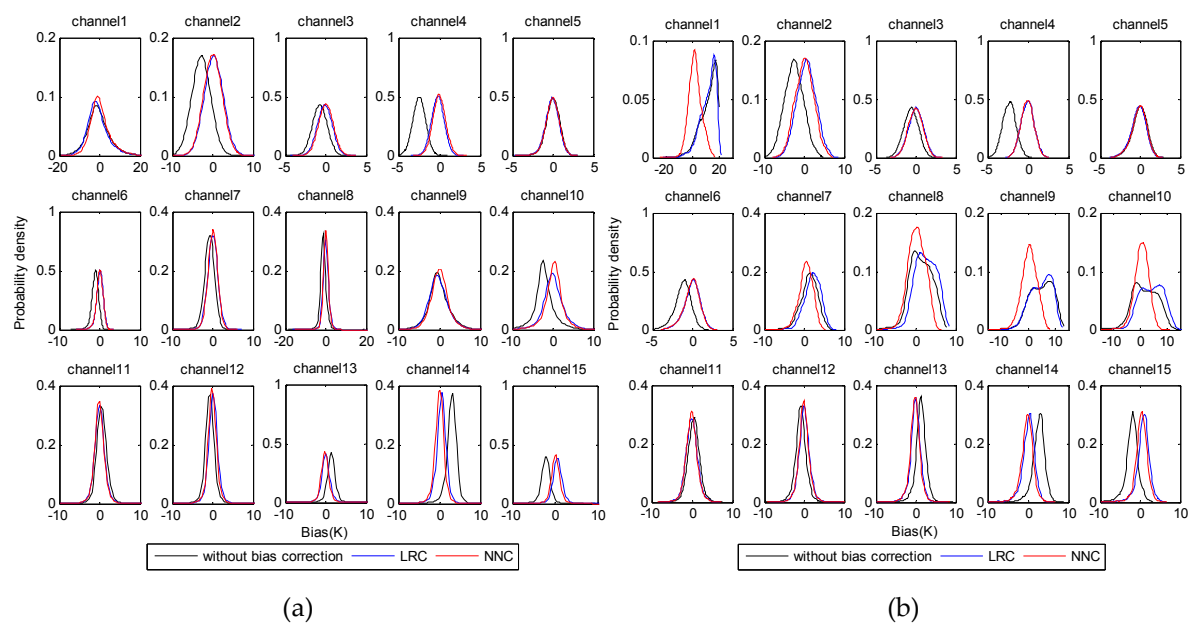 channel1 channel2 channel3 channel4 channel5
0.2 0.2 1 1 1
0.1 0.1 0.5 0.5 0.5
0 0 0 0 0
-20 0 20 -10 0 10 -5 0 5 -5 0 5 -5 0 5
channel6 channel7 channel8 channel9 channel10
1 0.4 0.4 0.4 0.4
0.5 0.2 0.2 0.2 0.2
0 0 0 0 0
-10 0 10 -10 0 10 -20 0 20 -10 0 10 -10 0 10
channel11 channel12 channel13 channel14 channel15
0.4 0.4 1 0.4 1
0.2 0.2 0.5 0.2 0.5
0 0 0 0 0
-10 0 10 -10 0 10 -10 0 10 -10 0 10 -10 0 10
Probability density
Bias(K)
without bias correction LRC NNC
(a)
channel1 channel2 channel3 channel4 channel5
0.1 0.2 1 1 1
0.05 0.1 0.5 0.5 0.5
0 0 0 0 0
-20 0 20 -10 0 10 -5 0 5 -5 0 5 -5 0 5
channel6 channel7 channel8 channel9 channel10
1 0.4 0.2 0.2 0.2
0.5 0.2 0.1 0.1 0.1
0 0 0 0 0
-5 0 5 -10 0 10 -10 0 10 -10 0 10 -10 0 10
channel11 channel12 channel13 channel14 channel15
0.4 0.4 0.4 0.4 0.4
0.2 0.2 0.2 0.2 0.2
0 0 0 0 0
-10 0 10 -10 0 10 -10 0 10 -10 0 10 -10 0 10
Probability density
Bias(K)
without bias correction LRC NNC
(b)